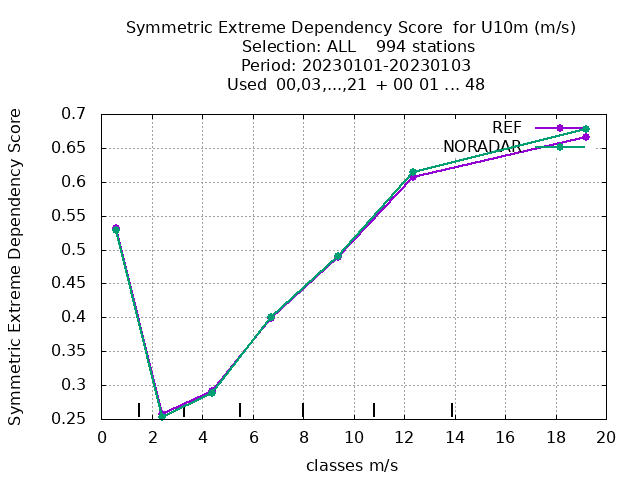 Symmetric Extreme Dependency Score for U10m (m/s)
Selection: ALL 994 stations
Period: 20230101-20230103
Used 00,03,...,21 + 00 01 ... 48
Symmetric Extreme Dependency Score
0.7
0.65
0.6
0.55
0.5
0.45
0.4
0.35
0.3
0.25
REF
NORADAR
0 2 4 6 8 10 12 14 16 18 20
classes m/s